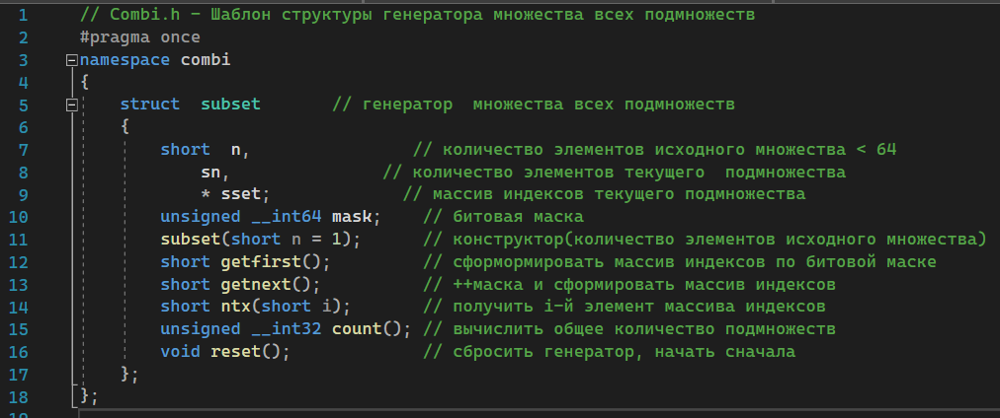 1 // Combi.h - Шаблон структуры генератора множества всех подмножеств
2 #pragma once
3 namespace combi
4 {
5 struct subset // генератор множества всех подмножеств
6 {
7 short n, // количество элементов исходного множества < 64
8 sn, // количество элементов текущего подмножества
9 * sset; // массив индексов текущего подмножества
10 unsigned __int64 mask; // битовая маска
11 subset(short n = 1); // конструктор(количество элементов исходного множества)
12 short getfirst(); // сформормировать массив индексов по битовой маске
13 short getnext(); // ++маска и сформировать массив индексов
14 short ntx(short i); // получить i-й элемент массива индексов
15 unsigned __int32 count(); // вычислить общее количество подмножеств
16 void reset(); // сбросить генератор, начать сначала
17 };
18 };